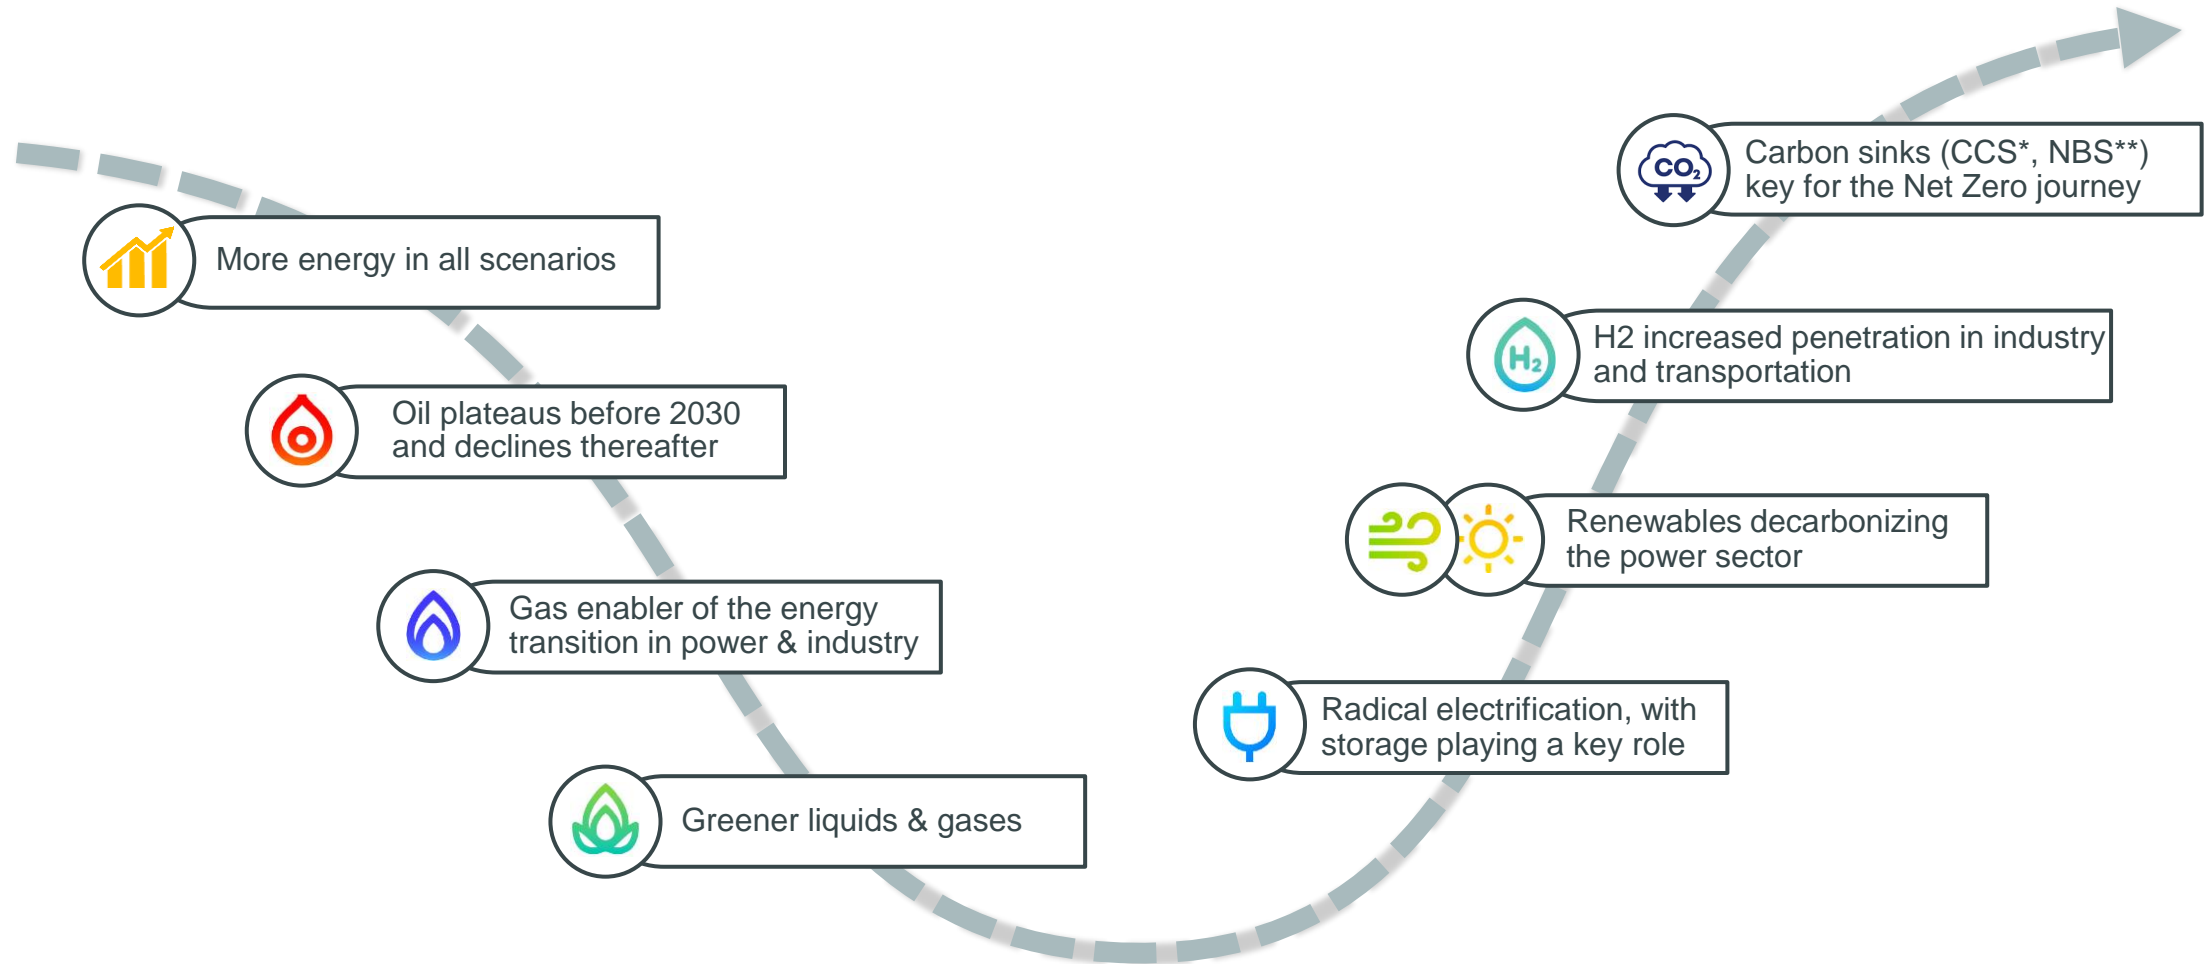 More energy in all scenarios
Oil plateaus before 2030
and declines thereafter
Gas enabler of the energy
transition in power & industry
Greener liquids & gases
Radical electrification, with
storage playing a key role
Renewables decarbonizing
the power sector
H2 increased penetration in industry
and transportation
H₂
Carbon sinks (CCS*, NBS**)
key for the Net Zero journey
CO₂